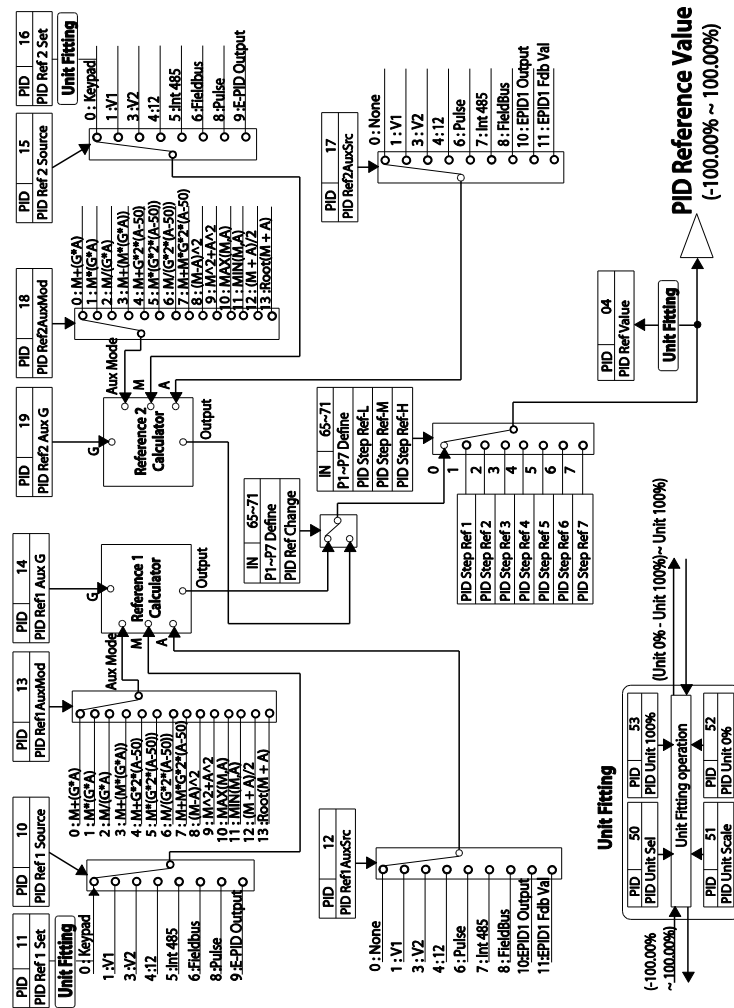 PID 11
PID Ref 1 Set
Unit Fitting
PID 10
PID Ref 1 Source
0 : Keypad
1 :V1
3 :V2
4 :I2
5 :Int 485
6 :Fieldbus
8 :Pulse
9 :E-PID Output
PID 13
PID Ref1AuxMod
0 : M+(G*A)
1 : M*(G*A)
2 : M/(G*A)
3 : M+(M*(G*A))
4 : M+G*2*(A-50)
5 : M*(G*2*(A-50))
6 : M/(G*2*(A-50))
7 : M+M*G*2*(A-50)
8 : (M-A)^2
9 : M^2+A^2
10 : MAX(M,A)
11 : MIN(M,A)
12 : (M + A)/2
13 :Root(M + A)
PID 14
PID Ref1 Aux G
G
Aux Mode
M
A
Reference 1
Calculator
Output
PID 12
PID Ref1 AuxSrc
0 : None
1 : V1
3 : V2
4 : I2
6 : Pulse
7 : Int 485
8 : FieldBus
10:EPID1 Output
11:EPID1 Fdb Val
PID 19
PID Ref2 Aux G
G
Aux Mode
M
A
Reference 2
Calculator
Output
PID 18
PID Ref2AuxMod
0 : M+(G*A)
1 : M*(G*A)
2 : M/(G*A)
3 : M+(M*(G*A))
4 : M+G*2*(A-50)
5 : M*(G*2*(A-50))
6 : M/(G*2*(A-50))
7 : M+M*G*2*(A-50)
8 : (M-A)^2
9 : M^2+A^2
10 : MAX(M,A)
11 : MIN(M,A)
12 : (M + A)/2
13 :Root(M + A)
PID 15
PID Ref 2 Source
PID 16
PID Ref 2 Set
Unit Fitting
0 : Keypad
1 :V1
3 :V2
4 :I2
5 :Int 485
6 :Fieldbus
8 :Pulse
9 :E-PID Output
PID 17
PID Ref2AuxSrc
0 : None
1 : V1
3 : V2
4 : I2
6 : Pulse
7 : Int 485
8 : FieldBus
10 : EPID1 Output
11 : EPID1 Fdb Val
IN 65~71
P1~P7 Define
PID Ref Change
IN 65~71
P1~P7 Define
PID Step Ref-L
PID Step Ref-M
PID Step Ref-H
0
1
2
3
4
5
6
7
PID Step Ref 1
PID Step Ref 2
PID Step Ref 3
PID Step Ref 4
PID Step Ref 5
PID Step Ref 6
PID Step Ref 7
PID 04
PID Ref Value
Unit Fitting
PID Reference Value
(-100.00% ~ 100.00%)
Unit Fitting
PID 50
PID Unit Sel
PID 53
PID Unit 100%
Unit Fitting operation
PID 51
PID Unit Scale
PID 52
PID Unit 0%
(-100.00%
~ 100.00%)
(Unit 0% - Unit 100%)~ Unit 100%)